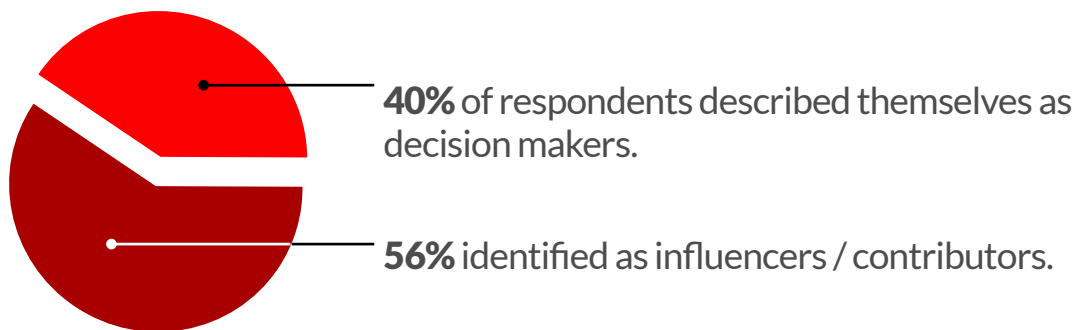 40% of respondents described themselves as
decision makers.
56% identified as influencers / contributors.